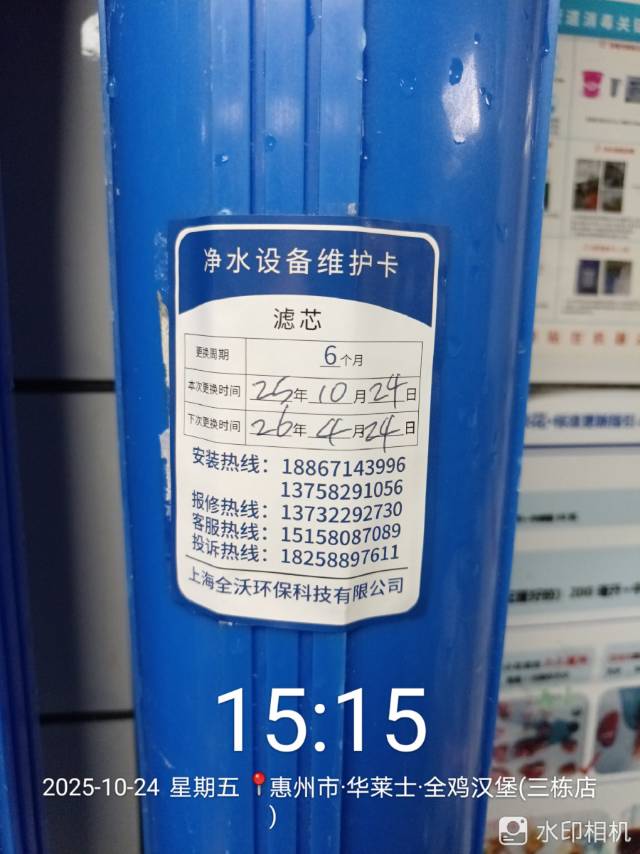 道消毒关
净水设备维护卡
滤芯
更换周期 6个月
本次更换时间 25年10月24日
下次更换时间 26年4月24日
安装热线：18867143996
13758291056
报修热线：13732292730
客服热线：15158087089
投诉热线：18258897611
上海全沃环保科技有限公司
15:15
2025-10-24 星期五 惠州市·华莱士·全鸡汉堡(三栋店
)
水印相机